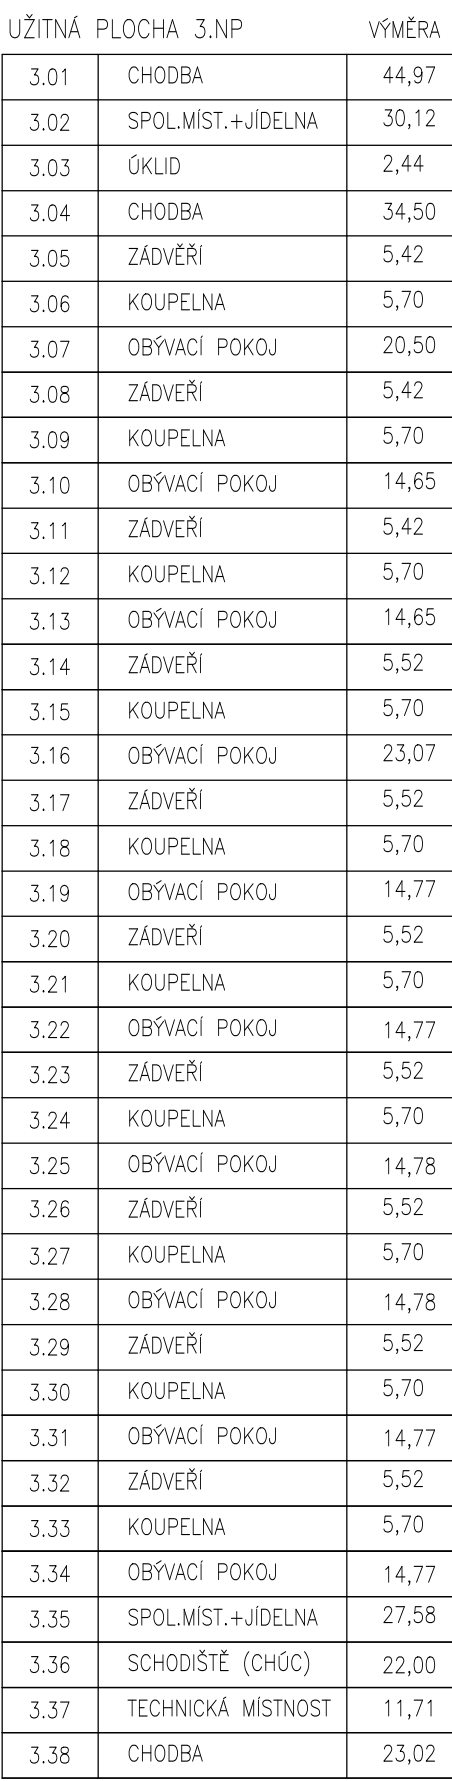 UŽITNÁ PLOCHA 3.NP VÝMĚRA
3.01 CHODBA 44,97
3.02 SPOL.MÍST.+JÍDELNA 30,12
3.03 ÚKLID 2,44
3.04 CHODBA 34,50
3.05 ZÁDVĚŘÍ 5,42
3.06 KOUPELNA 5,70
3.07 OBÝVACÍ POKOJ 20,50
3.08 ZÁDVEŘÍ 5,42
3.09 KOUPELNA 5,70
3.10 OBÝVACÍ POKOJ 14,65
3.11 ZÁDVEŘÍ 5,42
3.12 KOUPELNA 5,70
3.13 OBÝVACÍ POKOJ 14,65
3.14 ZÁDVEŘÍ 5,52
3.15 KOUPELNA 5,70
3.16 OBÝVACÍ POKOJ 23,07
3.17 ZÁDVEŘÍ 5,52
3.18 KOUPELNA 5,70
3.19 OBÝVACÍ POKOJ 14,77
3.20 ZÁDVEŘÍ 5,52
3.21 KOUPELNA 5,70
3.22 OBÝVACÍ POKOJ 14,77
3.23 ZÁDVEŘÍ 5,52
3.24 KOUPELNA 5,70
3.25 OBÝVACÍ POKOJ 14,78
3.26 ZÁDVEŘÍ 5,52
3.27 KOUPELNA 5,70
3.28 OBÝVACÍ POKOJ 14,78
3.29 ZÁDVEŘÍ 5,52
3.30 KOUPELNA 5,70
3.31 OBÝVACÍ POKOJ 14,77
3.32 ZÁDVEŘÍ 5,52
3.33 KOUPELNA 5,70
3.34 OBÝVACÍ POKOJ 14,77
3.35 SPOL.MÍST.+JÍDELNA 27,58
3.36 SCHODIŠTĚ (CHÚC) 22,00
3.37 TECHNICKÁ MÍSTNOST 11,71
3.38 CHODBA 23,02